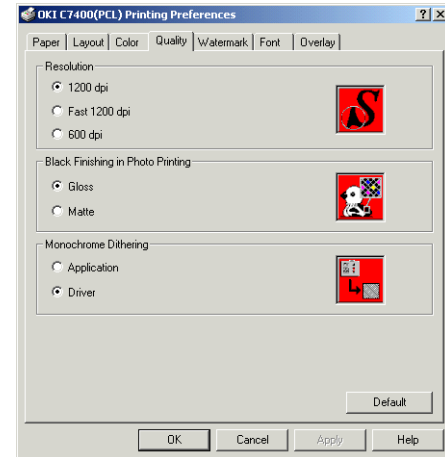 OKI C7400(PCL) Printing Preferences
Paper Layout Color Quality Watermark Font Overlay
Resolution
1200 dpi
Fast 1200 dpi
600 dpi
Black Finishing in Photo Printing
Gloss
Matte
Monochrome Dithering
Application
Driver
Default
OK Cancel Apply Help